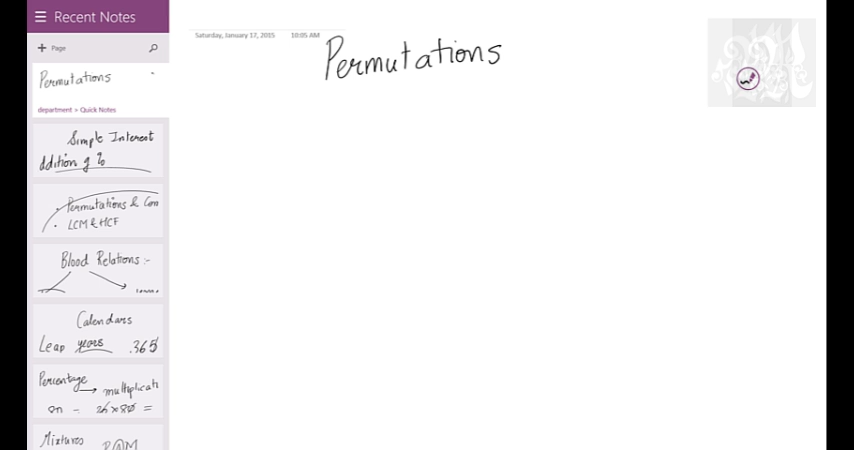 Recent Notes
+ Page
Permutations
department > Quick Notes
Simple Interest
ddition of %
. Permutations & Com
. LCM & HCF
Blood Relations :-
Calendars
Leap years .365
Percentage
→ multiplicati
on -
Mixtures
Saturday, January 17, 2015 10:05 AM
Permutations